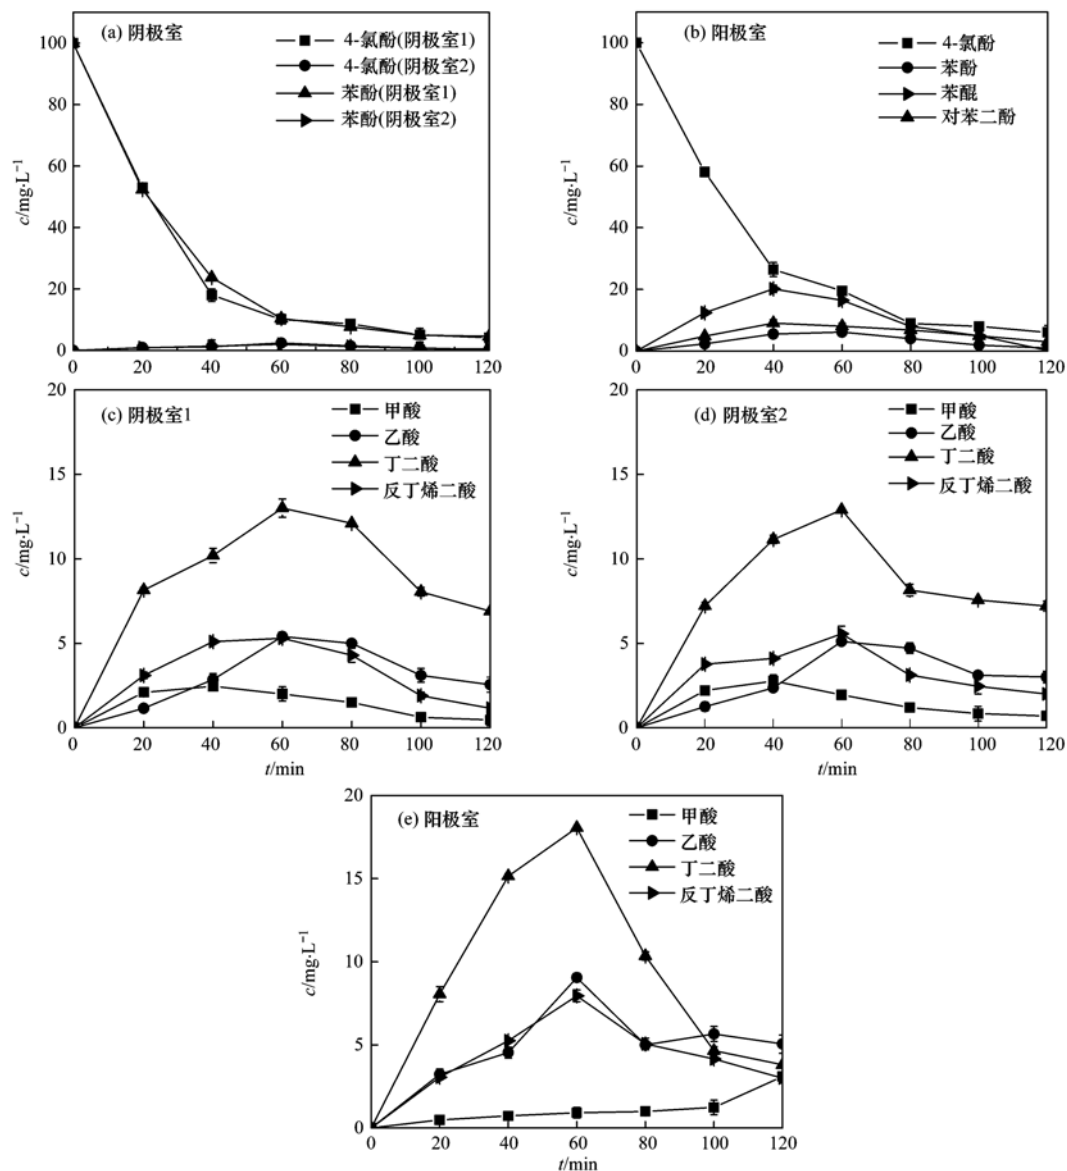 (a) 阴极室
4-氯酚(阴极室1)
4-氯酚(阴极室2)
苯酚(阴极室1)
苯酚(阴极室2)
c/mg·L⁻¹
100
80
60
40
20
0
0 20 40 60 80 100 120
(b) 阳极室
4-氯酚
苯酚
苯醌
对苯二酚
c/mg·L⁻¹
100
80
60
40
20
0
0 20 40 60 80 100 120
(c) 阴极室1
甲酸
乙酸
丁二酸
反丁烯二酸
c/mg·L⁻¹
20
15
10
5
0
0 20 40 60 80 100 120
t/min
(d) 阴极室2
甲酸
乙酸
丁二酸
反丁烯二酸
c/mg·L⁻¹
20
15
10
5
0
0 20 40 60 80 100 120
t/min
(e) 阳极室
甲酸
乙酸
丁二酸
反丁烯二酸
c/mg·L⁻¹
20
15
10
5
0
0 20 40 60 80 100 120
t/min